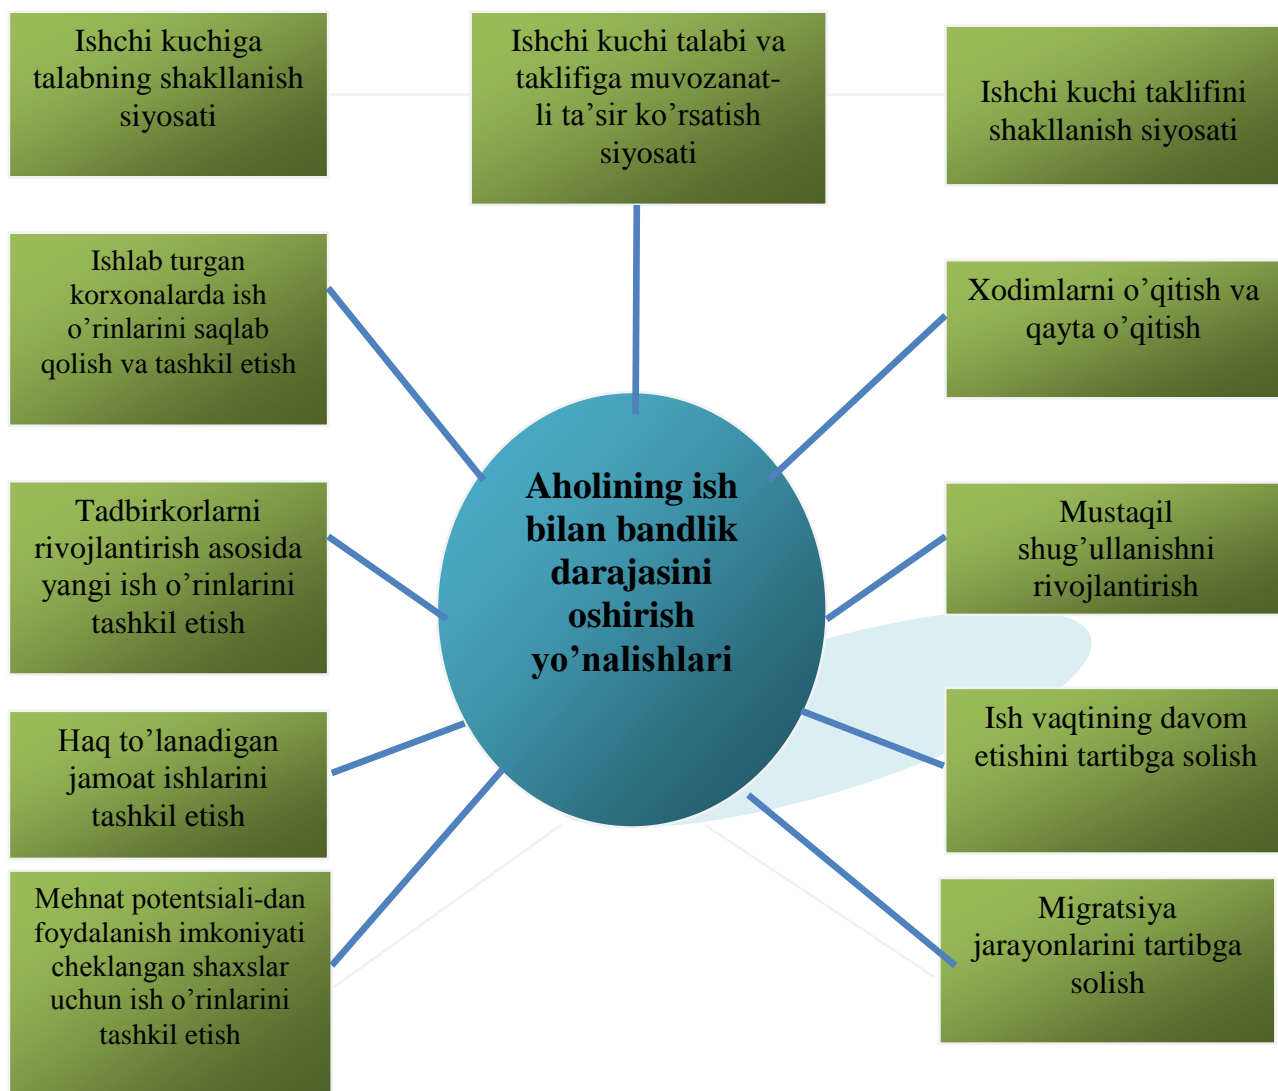 Ishchi kuchiga
talabning shakllanish
siyosati
Ishchi kuchi talabi va
taklifiga muvozanat-
li ta’sir ko’rsatish
siyosati
Ishchi kuchi taklifini
shakllanish siyosati
Ishlab turgan
korxonalarda ish
o’rinlarini saqlab
qolish va tashkil etish
Xodimlarni o’qitish va
qayta o’qitish
Aholining ish
bilan bandlik
darajasini
oshirish
yo’nalishlari
Tadbirkorlarni
rivojlantirish asosida
yangi ish o’rinlarini
tashkil etish
Mustaqil
shug’ullanishni
rivojlantirish
Haq to’lanadigan
jamoat ishlarini
tashkil etish
Ish vaqtining davom
etishini tartibga solish
Mehnat potentsiali-dan
foydalanish imkoniyati
cheklangan shaxslar
uchun ish o’rinlarini
tashkil etish
Migratsiya
jarayonlarini tartibga
solish